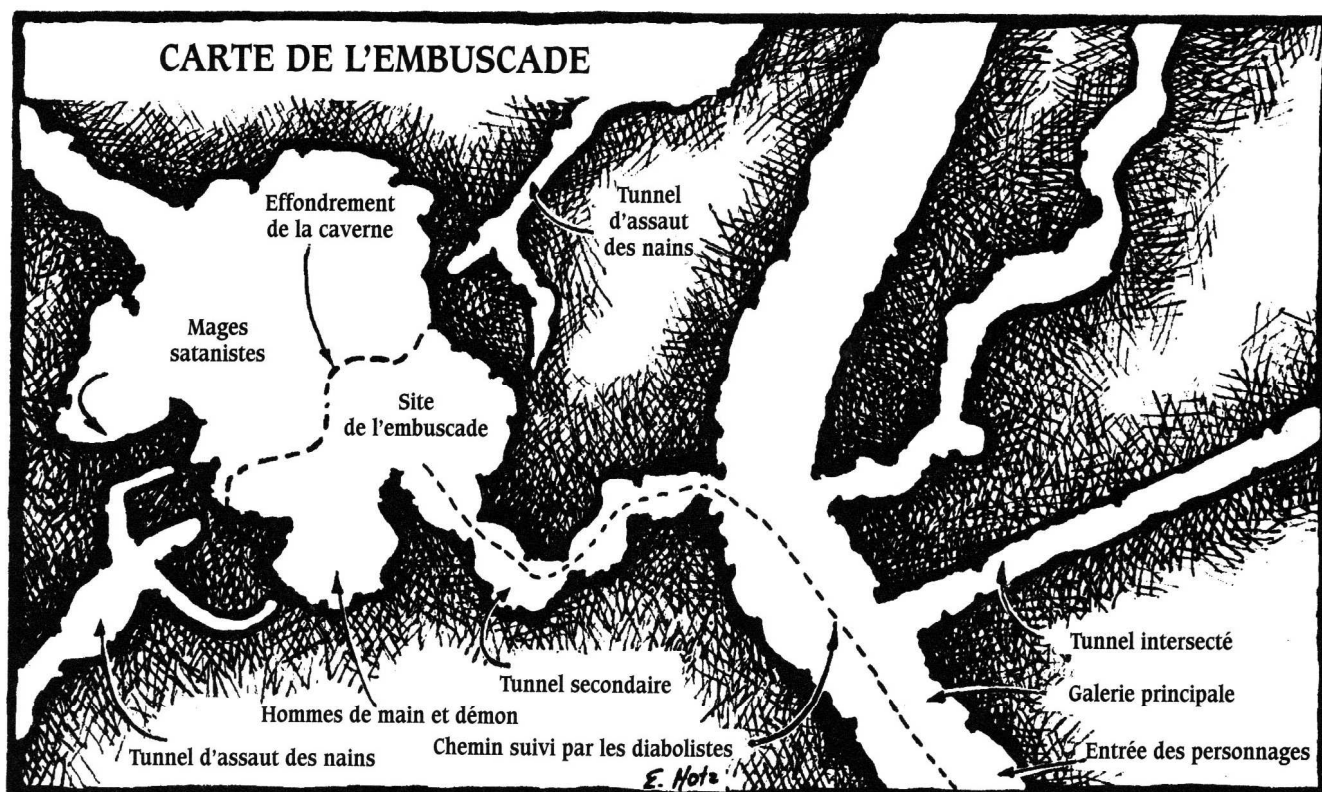 CARTE DE L'EMBUSCADE
Effondrement
de la caverne
Tunnel
d'assaut
des nains
Mages
satanistes
Site
de l'embuscade
Tunnel intersecté
Tunnel secondaire
Galerie principale
Hommes de main et démon
Chemin suivi par les diabolistes
Entrée des personnages
Tunnel d'assaut des nains
E. Hotz